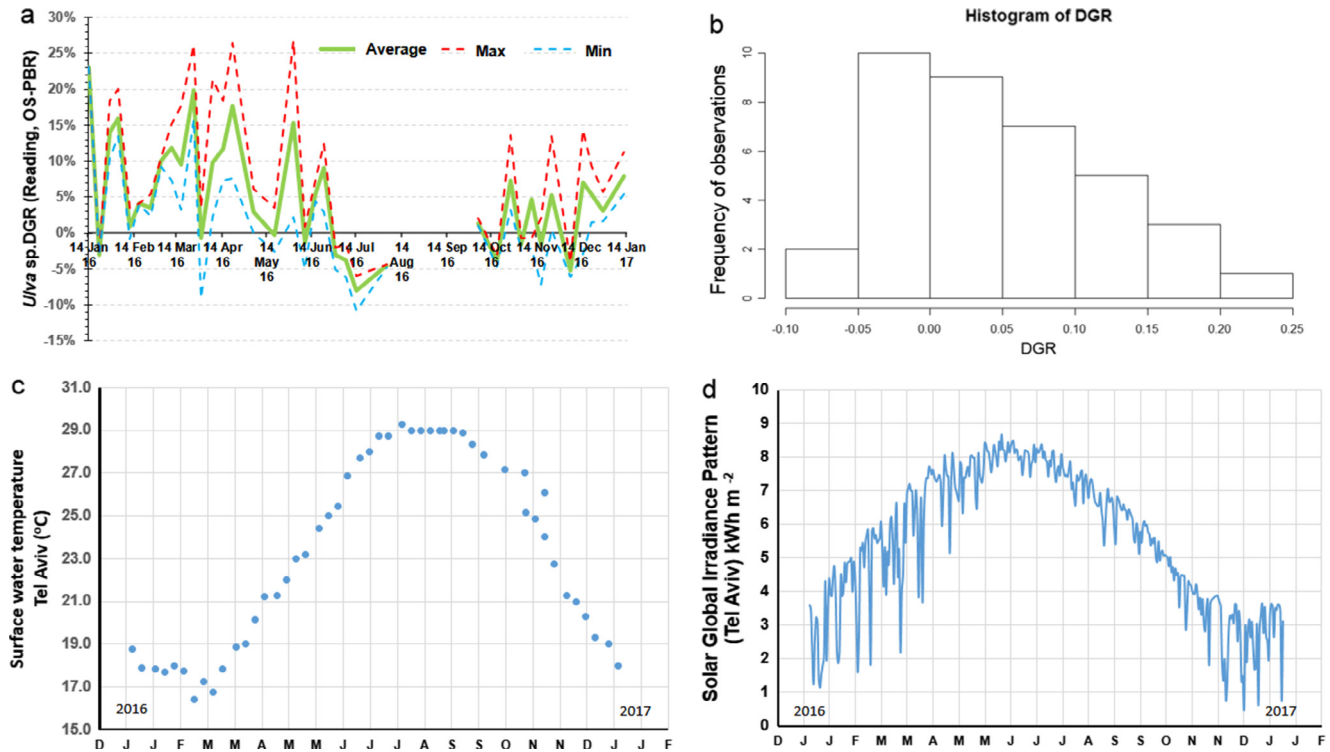 a
30%
25%
20%
15%
10%
5%
0%
-5%
-10%
-15%
Ulva sp.DGR (Reading, OS-PBR)
Average Max Min
14 Jan 14 Feb 14 Mar 14 Apr 14 14 Jun 14 Jul 14 14 Sep 14 Oct 14 Nov 14 Dec 14 Jan
16 16 16 16 May 16 16 Aug 16 16 16 16 17
16 16
b
Histogram of DGR
Frequency of observations
10
8
6
4
2
0
-0.10 -0.05 0.00 0.05 0.10 0.15 0.20 0.25
DGR
c
Surface water temperature
Tel Aviv (°C)
31.0
29.0
27.0
25.0
23.0
21.0
19.0
17.0
15.0
2016 2017
D J J F M A M M J J A S S O N N D J F
d
Solar Global Irradiance Pattern
(Tel Aviv) kWh m -2
10
9
8
7
6
5
4
3
2
1
0
2016 2017
D J J F M A M M J J A S S O N N D J F